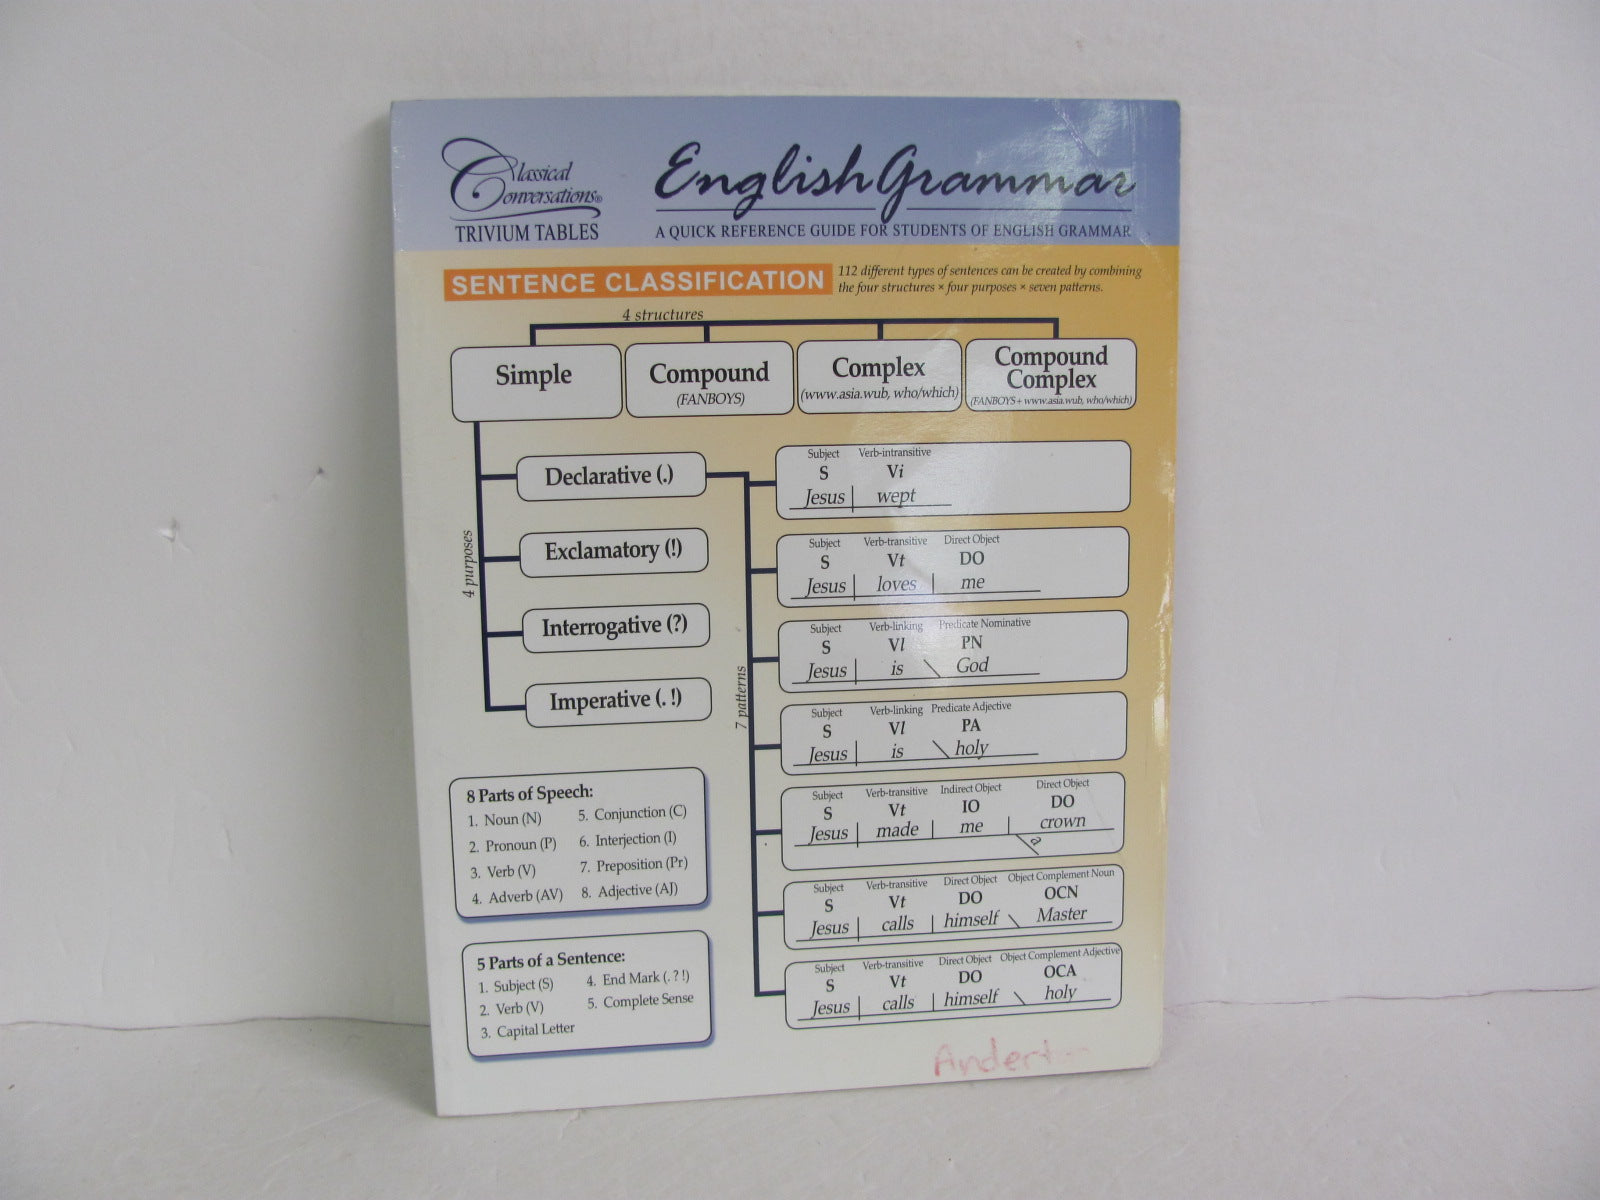 Classical
Conversations®
TRIVIUM TABLES
English Grammar
A QUICK REFERENCE GUIDE FOR STUDENTS OF ENGLISH GRAMMAR
SENTENCE CLASSIFICATION
112 different types of sentences can be created by combining
the four structures × four purposes × seven patterns.
4 structures
Simple
Compound
(FANBOYS)
Complex
(www.asia.wub, who/which)
Compound
Complex
(FANBOYS + www.asia.wub, who/which)
4 purposes
Declarative (.)
Exclamatory (!)
Interrogative (?)
Imperative (. !)
7 patterns
Subject Verb-intransitive
S Vi
Jesus wept
Subject Verb-transitive Direct Object
S Vt DO
Jesus loves me
Subject Verb-linking Predicate Nominative
S Vl PN
Jesus is God
Subject Verb-linking Predicate Adjective
S Vl PA
Jesus is holy
Subject Verb-transitive Indirect Object Direct Object
S Vt IO DO
Jesus made me crown
a
Subject Verb-transitive Direct Object Object Complement Noun
S Vt DO OCN
Jesus calls himself Master
Subject Verb-transitive Direct Object Object Complement Adjective
S Vt DO OCA
Jesus calls himself holy
8 Parts of Speech:
1. Noun (N)
2. Pronoun (P)
3. Verb (V)
4. Adverb (AV)
5. Conjunction (C)
6. Interjection (I)
7. Preposition (Pr)
8. Adjective (AJ)
5 Parts of a Sentence:
1. Subject (S)
2. Verb (V)
3. Capital Letter
4. End Mark (. ? !)
5. Complete Sense